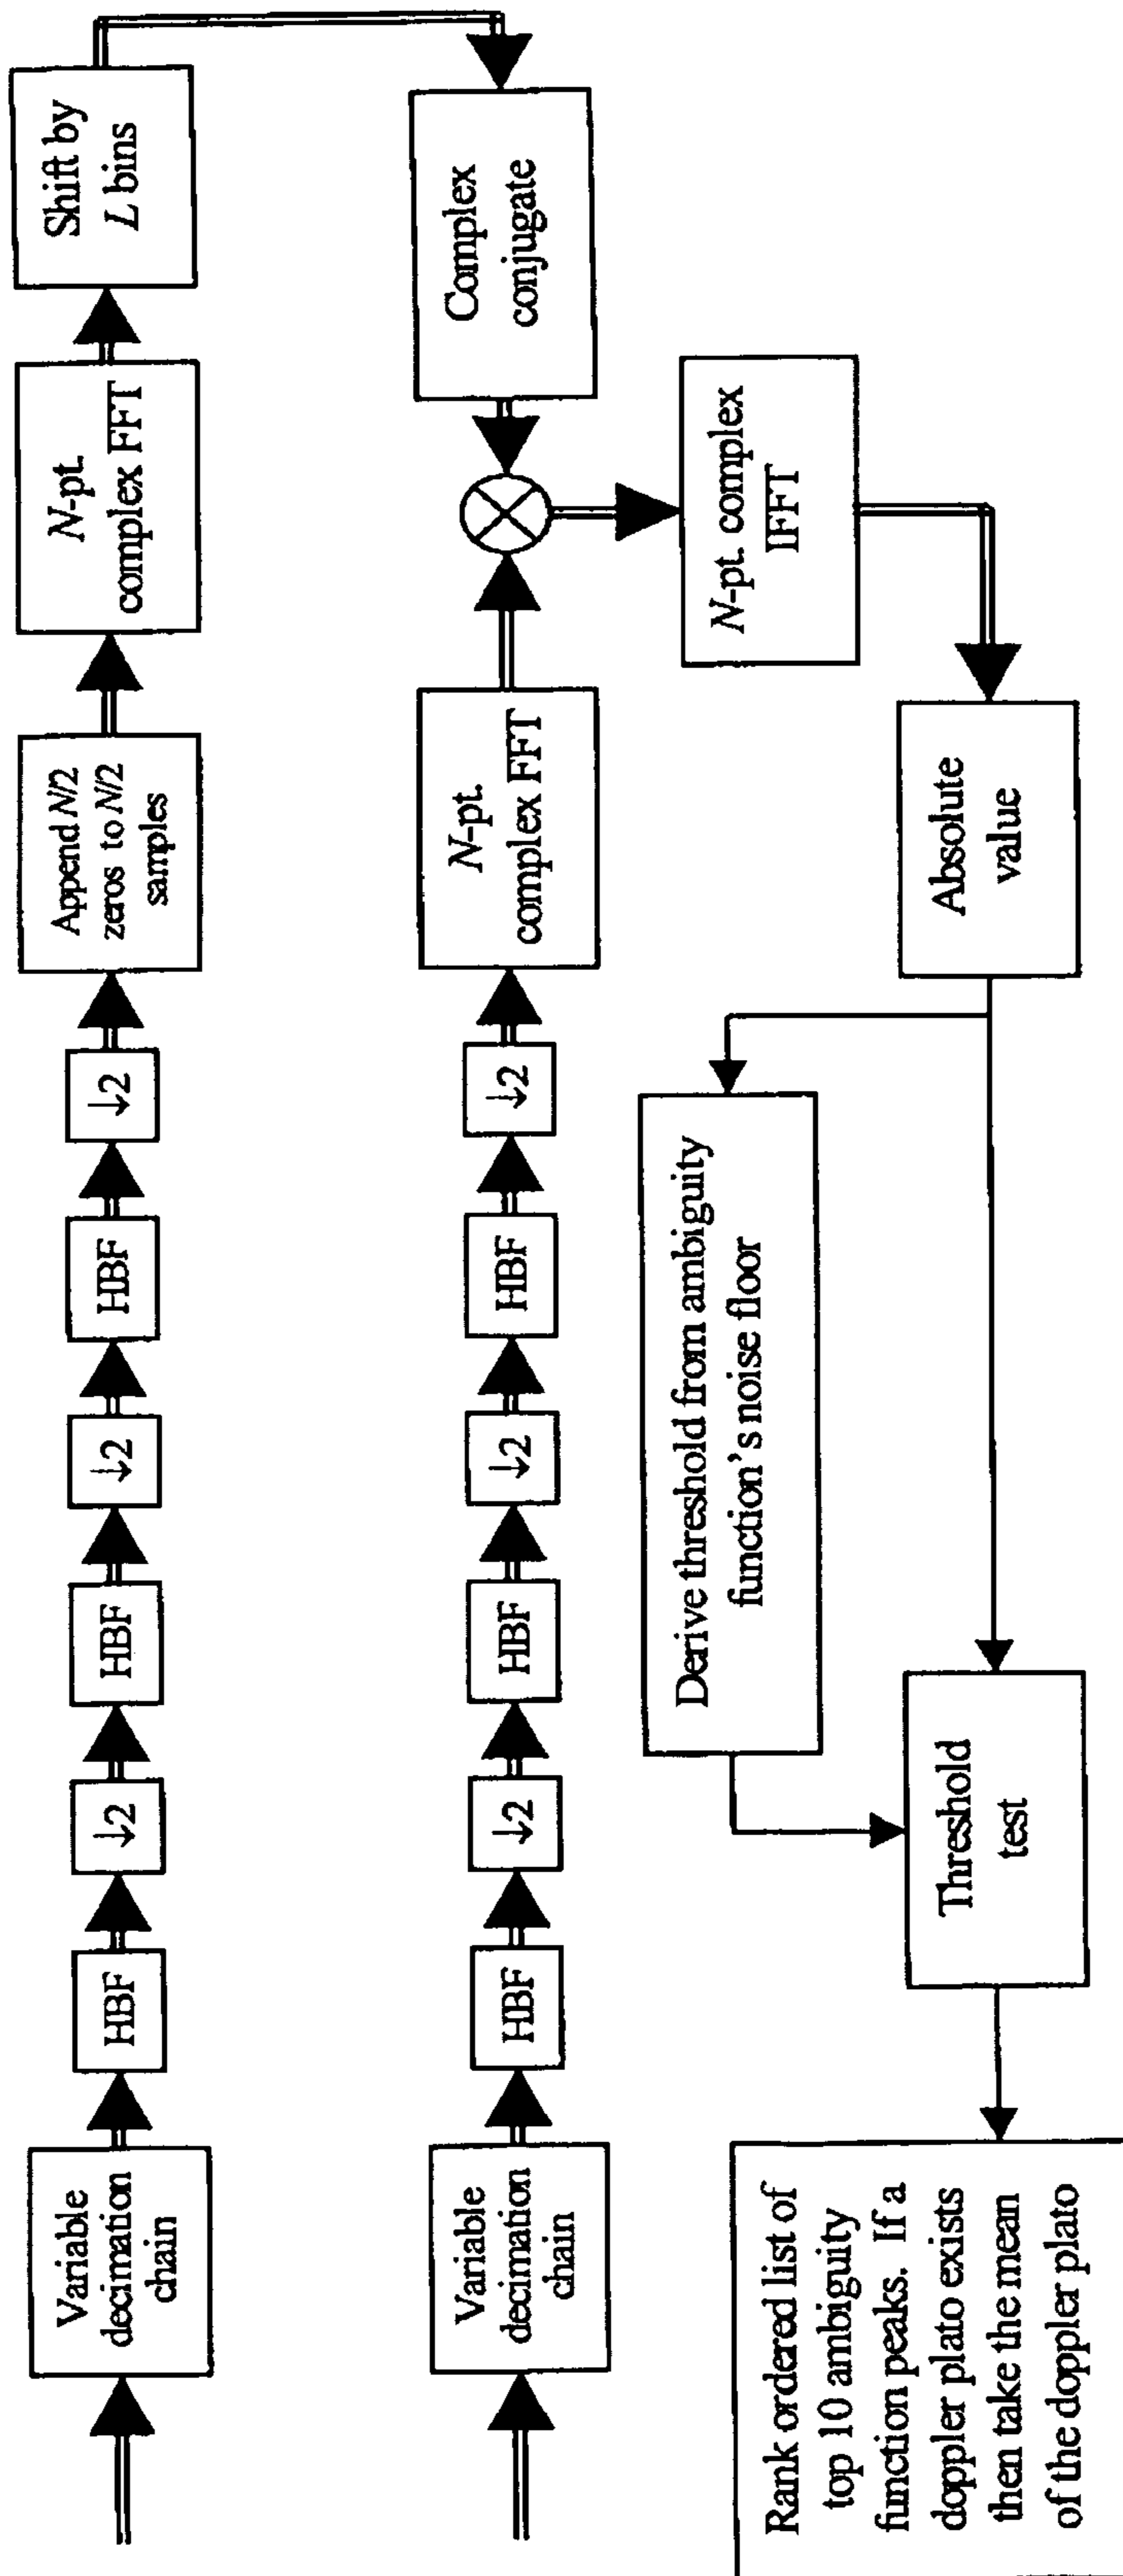 Variable
decimation
chain
HBF
↓2
HBF
↓2
HBF
↓2
Append N/2
zeros to N/2
samples
N-pt.
complex FFT
Shift by
L bins
Variable
decimation
chain
HBF
↓2
HBF
↓2
HBF
↓2
N-pt.
complex FFT
Complex
conjugate
N-pt. complex
IFFT
Absolute
value
Derive threshold from ambiguity
function's noise floor
Threshold
test
Rank ordered list of
top 10 ambiguity
function peaks. If a
doppler plato exists
then take the mean
of the doppler plato